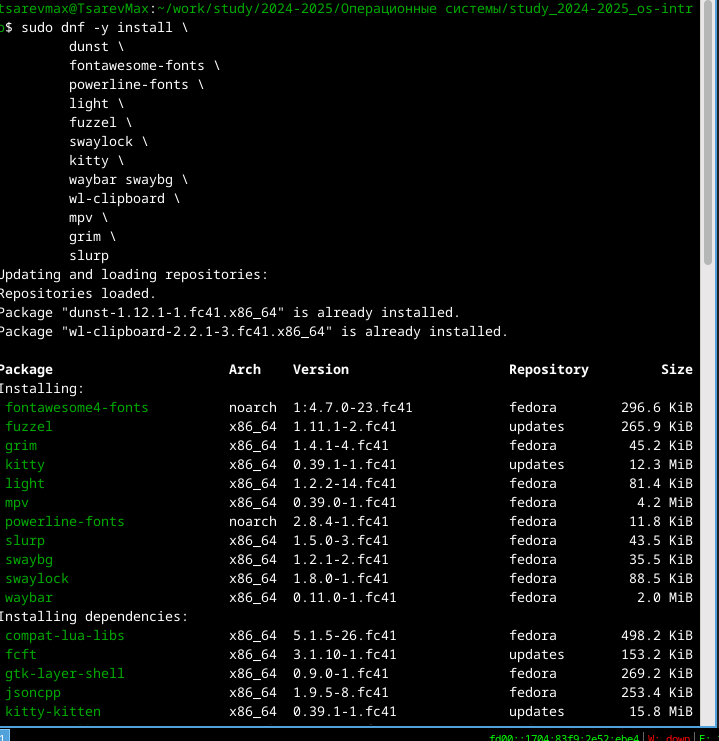 tsarevmax@TsarevMax:~/work/study/2024-2025/Операционные системы/study_2024-2025_os-intr
o$ sudo dnf -y install \
dunst \
fontawesome-fonts \
powerline-fonts \
light \
fuzzel \
swaylock \
kitty \
waybar swaybg \
wl-clipboard \
mpv \
grim \
slurp
Updating and loading repositories:
Repositories loaded.
Package "dunst-1.12.1-1.fc41.x86_64" is already installed.
Package "wl-clipboard-2.2.1-3.fc41.x86_64" is already installed.
Package Arch Version Repository Size
Installing:
fontawesome4-fonts noarch 1:4.7.0-23.fc41 fedora 296.6 KiB
fuzzel x86_64 1.11.1-2.fc41 updates 265.9 KiB
grim x86_64 1.4.1-4.fc41 fedora 45.2 KiB
kitty x86_64 0.39.1-1.fc41 updates 12.3 MiB
light x86_64 1.2.2-14.fc41 fedora 81.4 KiB
mpv x86_64 0.39.0-1.fc41 fedora 4.2 MiB
powerline-fonts noarch 2.8.4-1.fc41 fedora 11.8 KiB
slurp x86_64 1.5.0-3.fc41 fedora 43.5 KiB
swaybg x86_64 1.2.1-2.fc41 fedora 35.5 KiB
swaylock x86_64 1.8.0-1.fc41 fedora 88.5 KiB
waybar x86_64 0.11.0-1.fc41 fedora 2.0 MiB
Installing dependencies:
compat-lua-libs x86_64 5.1.5-26.fc41 fedora 498.2 KiB
fcft x86_64 3.1.10-1.fc41 updates 153.2 KiB
gtk-layer-shell x86_64 0.9.0-1.fc41 fedora 269.2 KiB
jsoncpp x86_64 1.9.5-8.fc41 fedora 253.4 KiB
kitty-kitten x86_64 0.39.1-1.fc41 updates 15.8 MiB
1 fd00::1704:83f9:2e52:ebe4 W: down E: